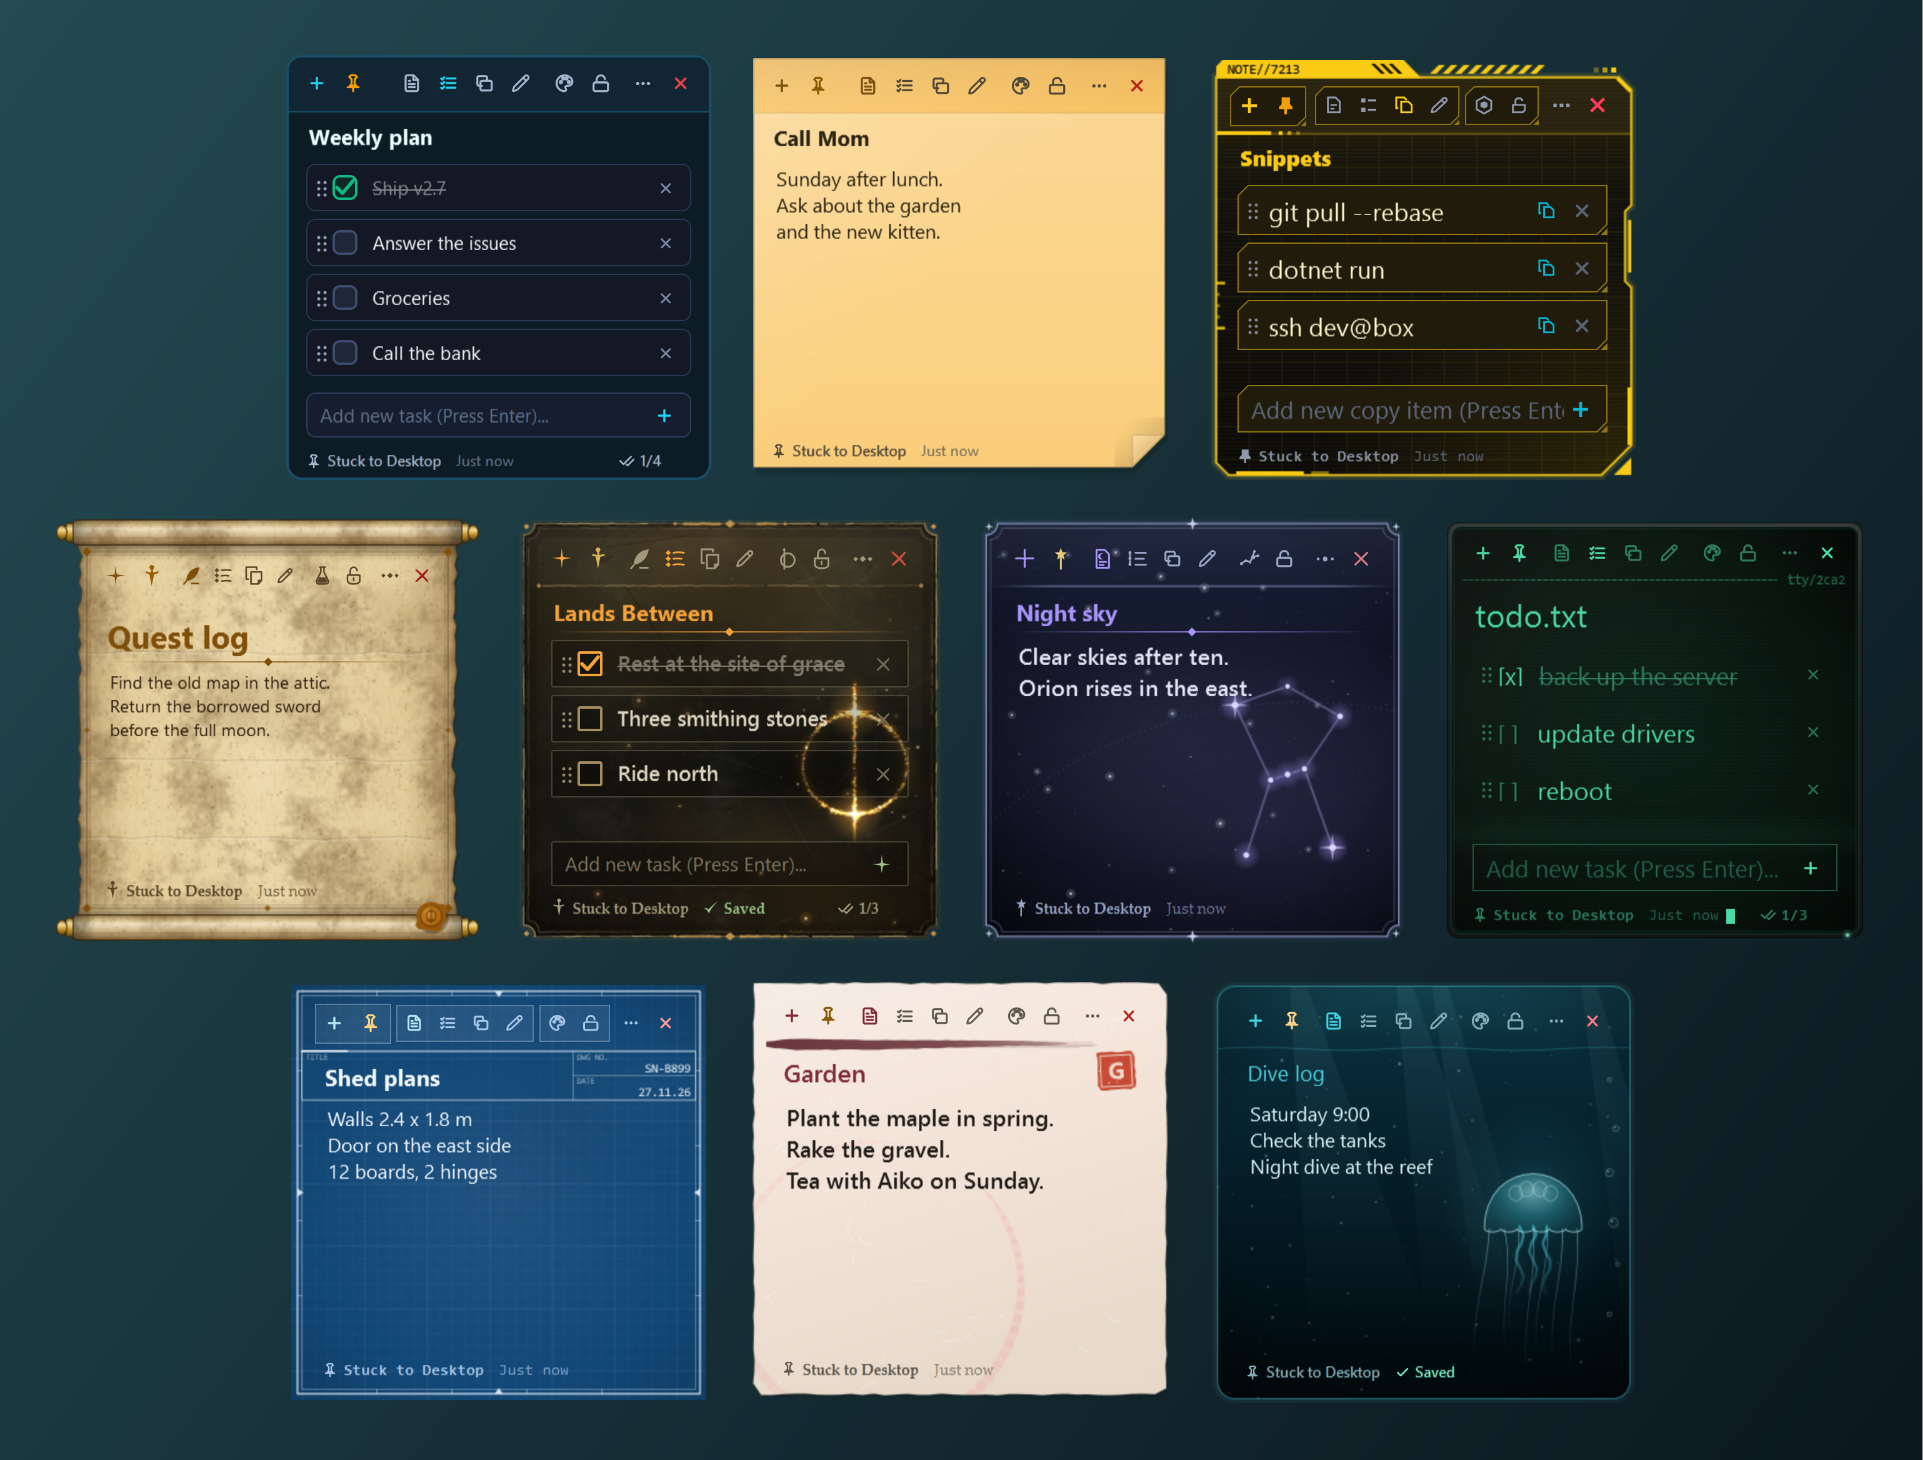 Weekly plan
Ship v2.7
Answer the issues
Groceries
Call the bank
Add new task (Press Enter)...
Stuck to Desktop Just now 1/4
Call Mom
Sunday after lunch.
Ask about the garden
and the new kitten.
Stuck to Desktop Just now
NOTE//7213
Snippets
git pull --rebase
dotnet run
ssh dev@box
Add new copy item (Press Ent
Stuck to Desktop Just now
Quest log
Find the old map in the attic.
Return the borrowed sword
before the full moon.
Stuck to Desktop Just now
Lands Between
Rest at the site of grace
Three smithing stones
Ride north
Add new task (Press Enter)...
Stuck to Desktop Saved 1/3
Night sky
Clear skies after ten.
Orion rises in the east.
Stuck to Desktop Just now
tty/2ca2
todo.txt
[x] back up the server
[ ] update drivers
[ ] reboot
Add new task (Press Enter)...
Stuck to Desktop Just now 1/3
TITLE
Shed plans
DWG NO.
SN-B899
DATE
27.11.26
Walls 2.4 x 1.8 m
Door on the east side
12 boards, 2 hinges
Stuck to Desktop Just now
Garden
G
Plant the maple in spring.
Rake the gravel.
Tea with Aiko on Sunday.
Stuck to Desktop Just now
Dive log
Saturday 9:00
Check the tanks
Night dive at the reef
Stuck to Desktop Saved